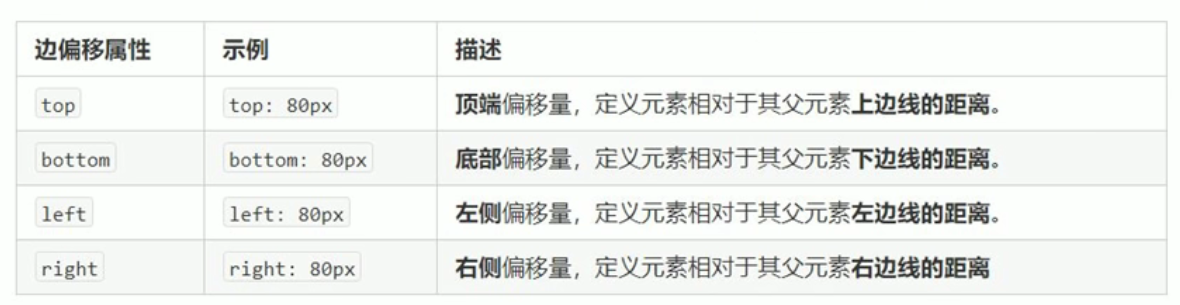 边偏移属性 示例 描述
top top: 80px 顶端偏移量，定义元素相对于其父元素上边线的距离。
bottom bottom: 80px 底部偏移量，定义元素相对于其父元素下边线的距离。
left left: 80px 左侧偏移量，定义元素相对于其父元素左边线的距离。
right right: 80px 右侧偏移量，定义元素相对于其父元素右边线的距离